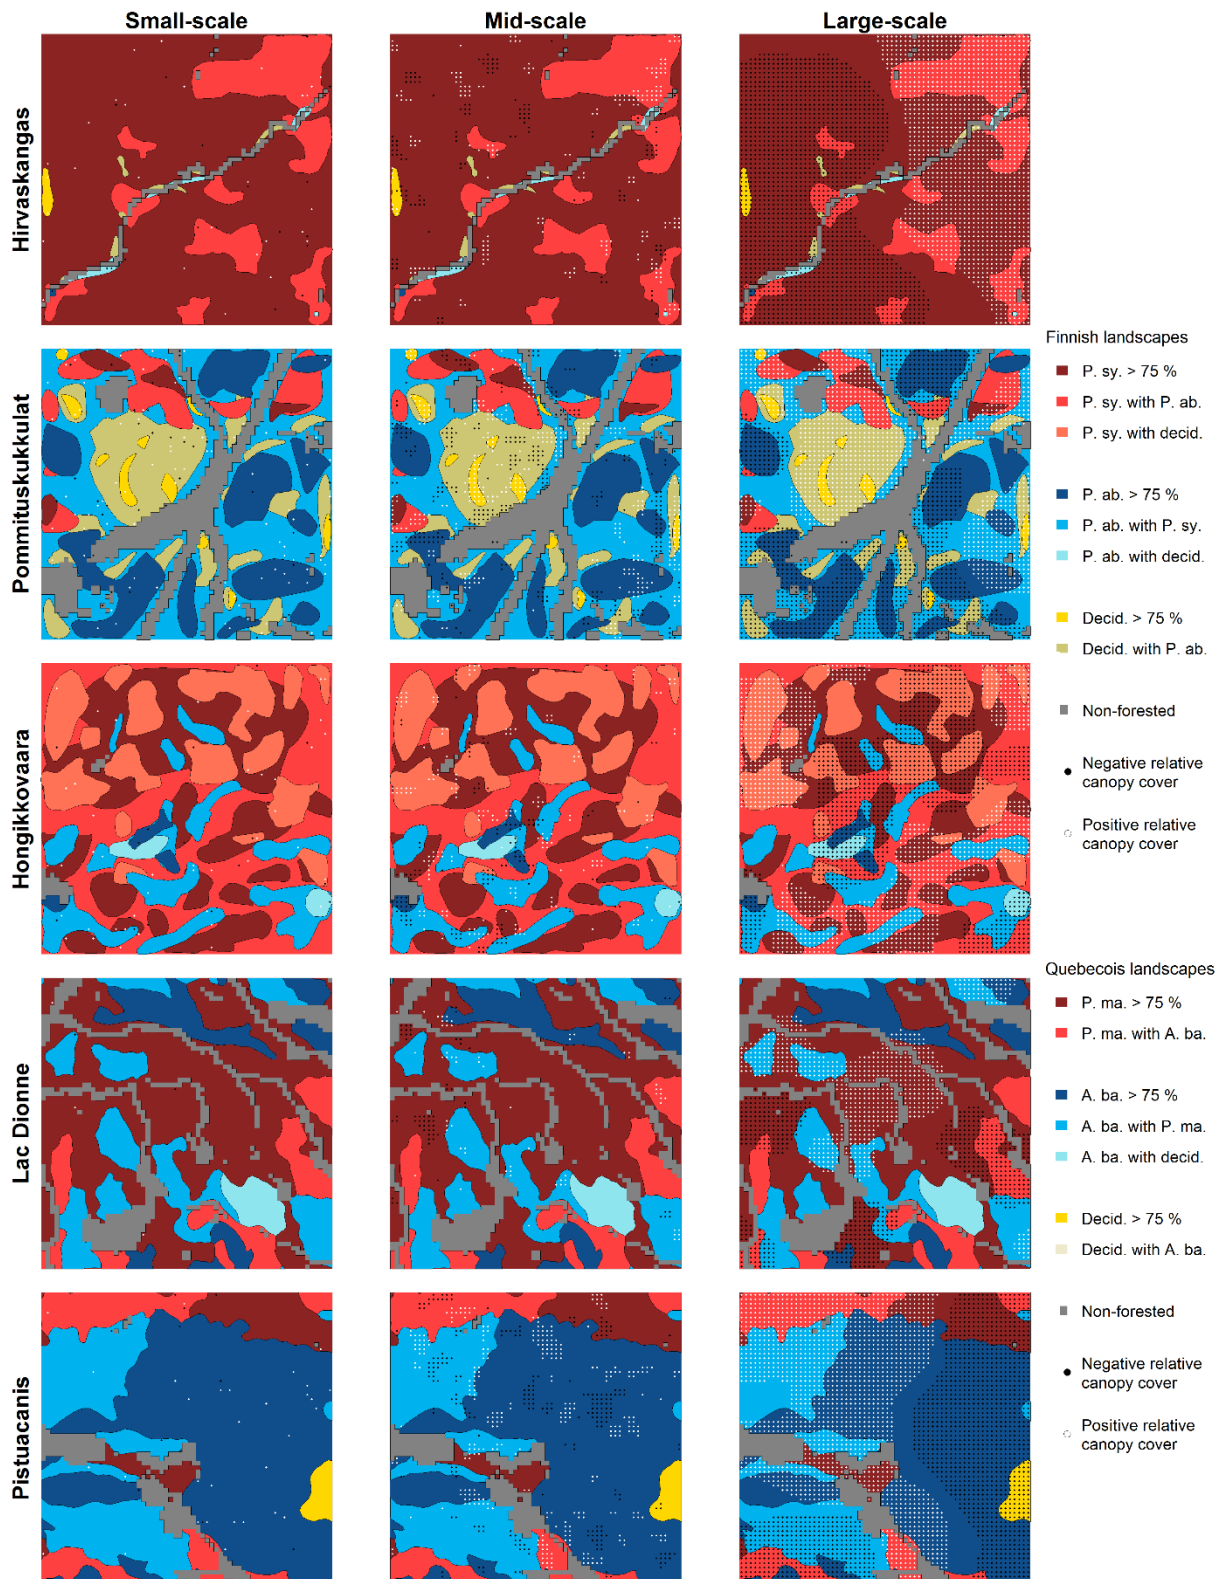 Small-scale
Mid-scale
Large-scale
Hirvaskangas
Pommituskukulat
Hongikkovaara
Lac Dionne
Pistuacanis
Finnish landscapes
P. sy. > 75 %
P. sy. with P. ab.
P. sy. with decid.
P. ab. > 75 %
P. ab. with P. sy.
P. ab. with decid.
Decid. > 75 %
Decid. with P. ab.
Non-forested
Negative relative
canopy cover
Positive relative
canopy cover
Quebecois landscapes
P. ma. > 75 %
P. ma. with A. ba.
A. ba. > 75 %
A. ba. with P. ma.
A. ba. with decid.
Decid. > 75 %
Decid. with A. ba.
Non-forested
Negative relative
canopy cover
Positive relative
canopy cover